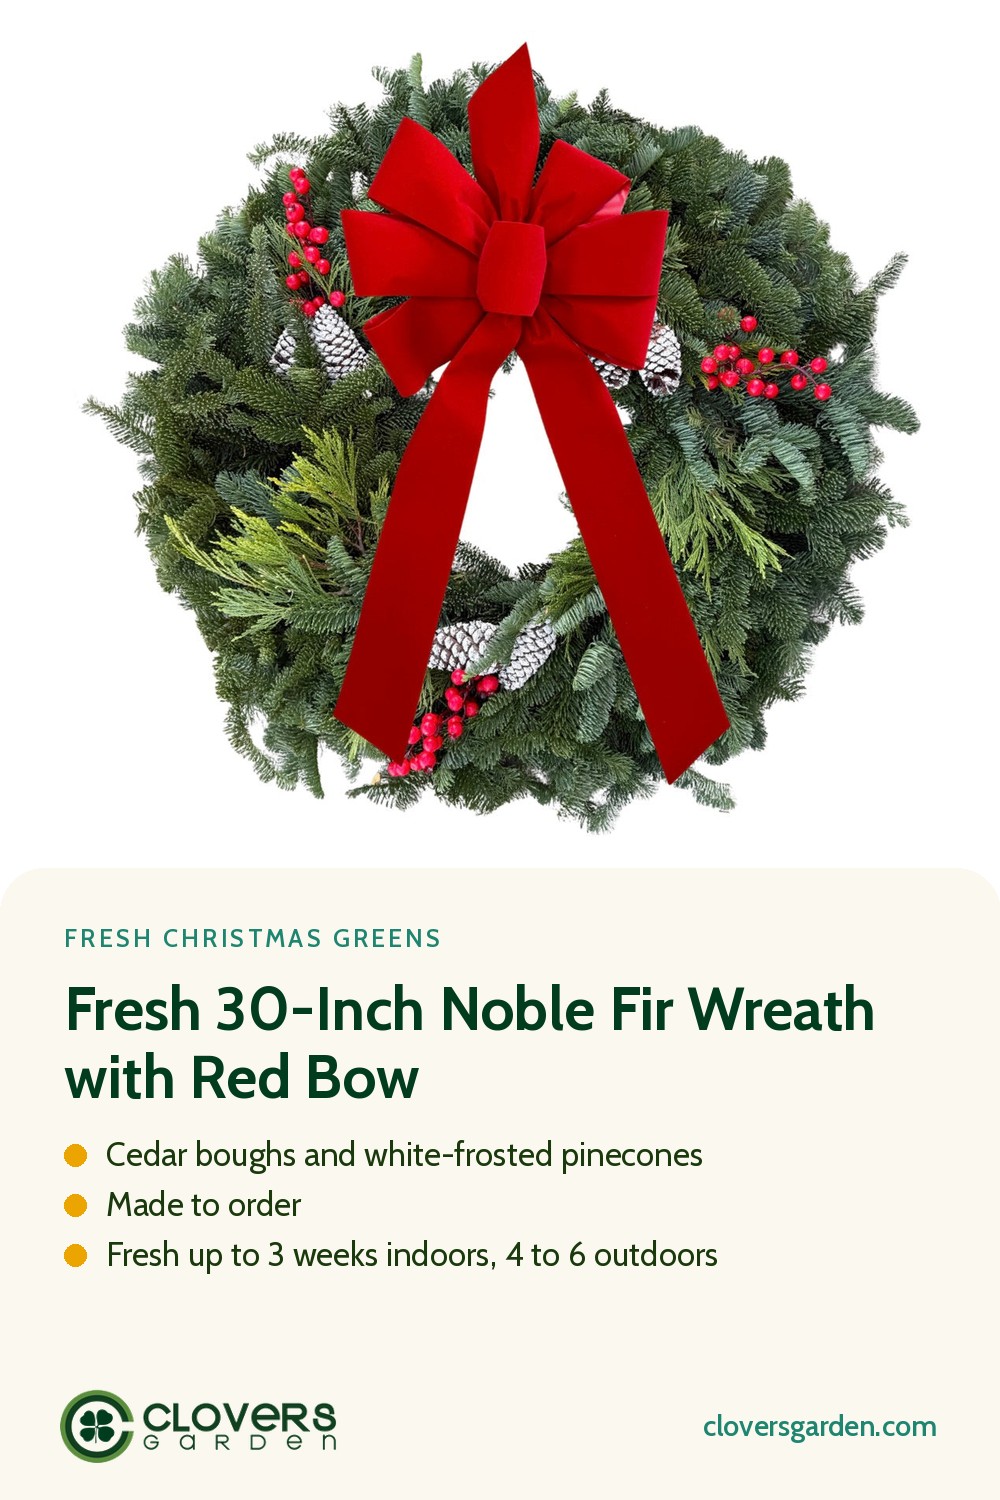 FRESH CHRISTMAS GREENS
Fresh 30-Inch Noble Fir Wreath
with Red Bow
Cedar boughs and white-frosted pinecones
Made to order
Fresh up to 3 weeks indoors, 4 to 6 outdoors
CLOVERS
GARDEN
cloversgarden.com